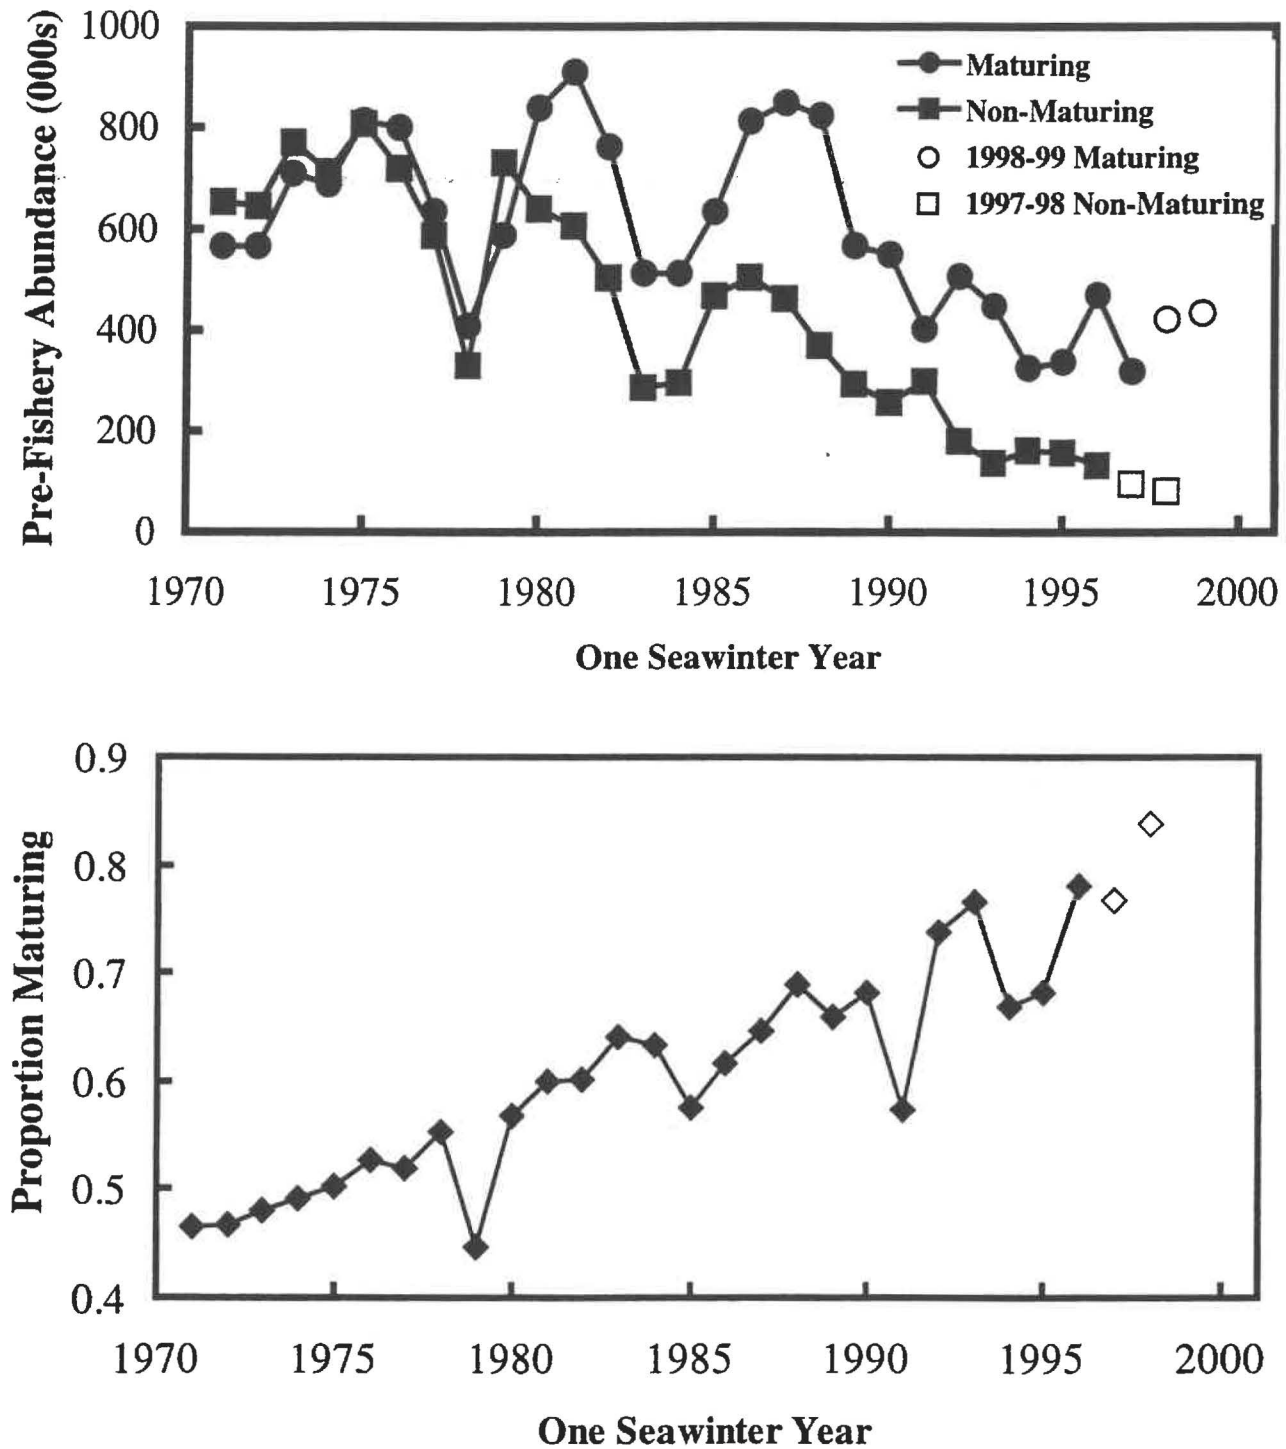 Pre-Fishery Abundance (000s)
1000
800
600
400
200
0
Maturing
Non-Maturing
1998-99 Maturing
1997-98 Non-Maturing
1970 1975 1980 1985 1990 1995 2000
One Seawinter Year
Proportion Maturing
0.9
0.8
0.7
0.6
0.5
0.4
1970 1975 1980 1985 1990 1995 2000
One Seawinter Year